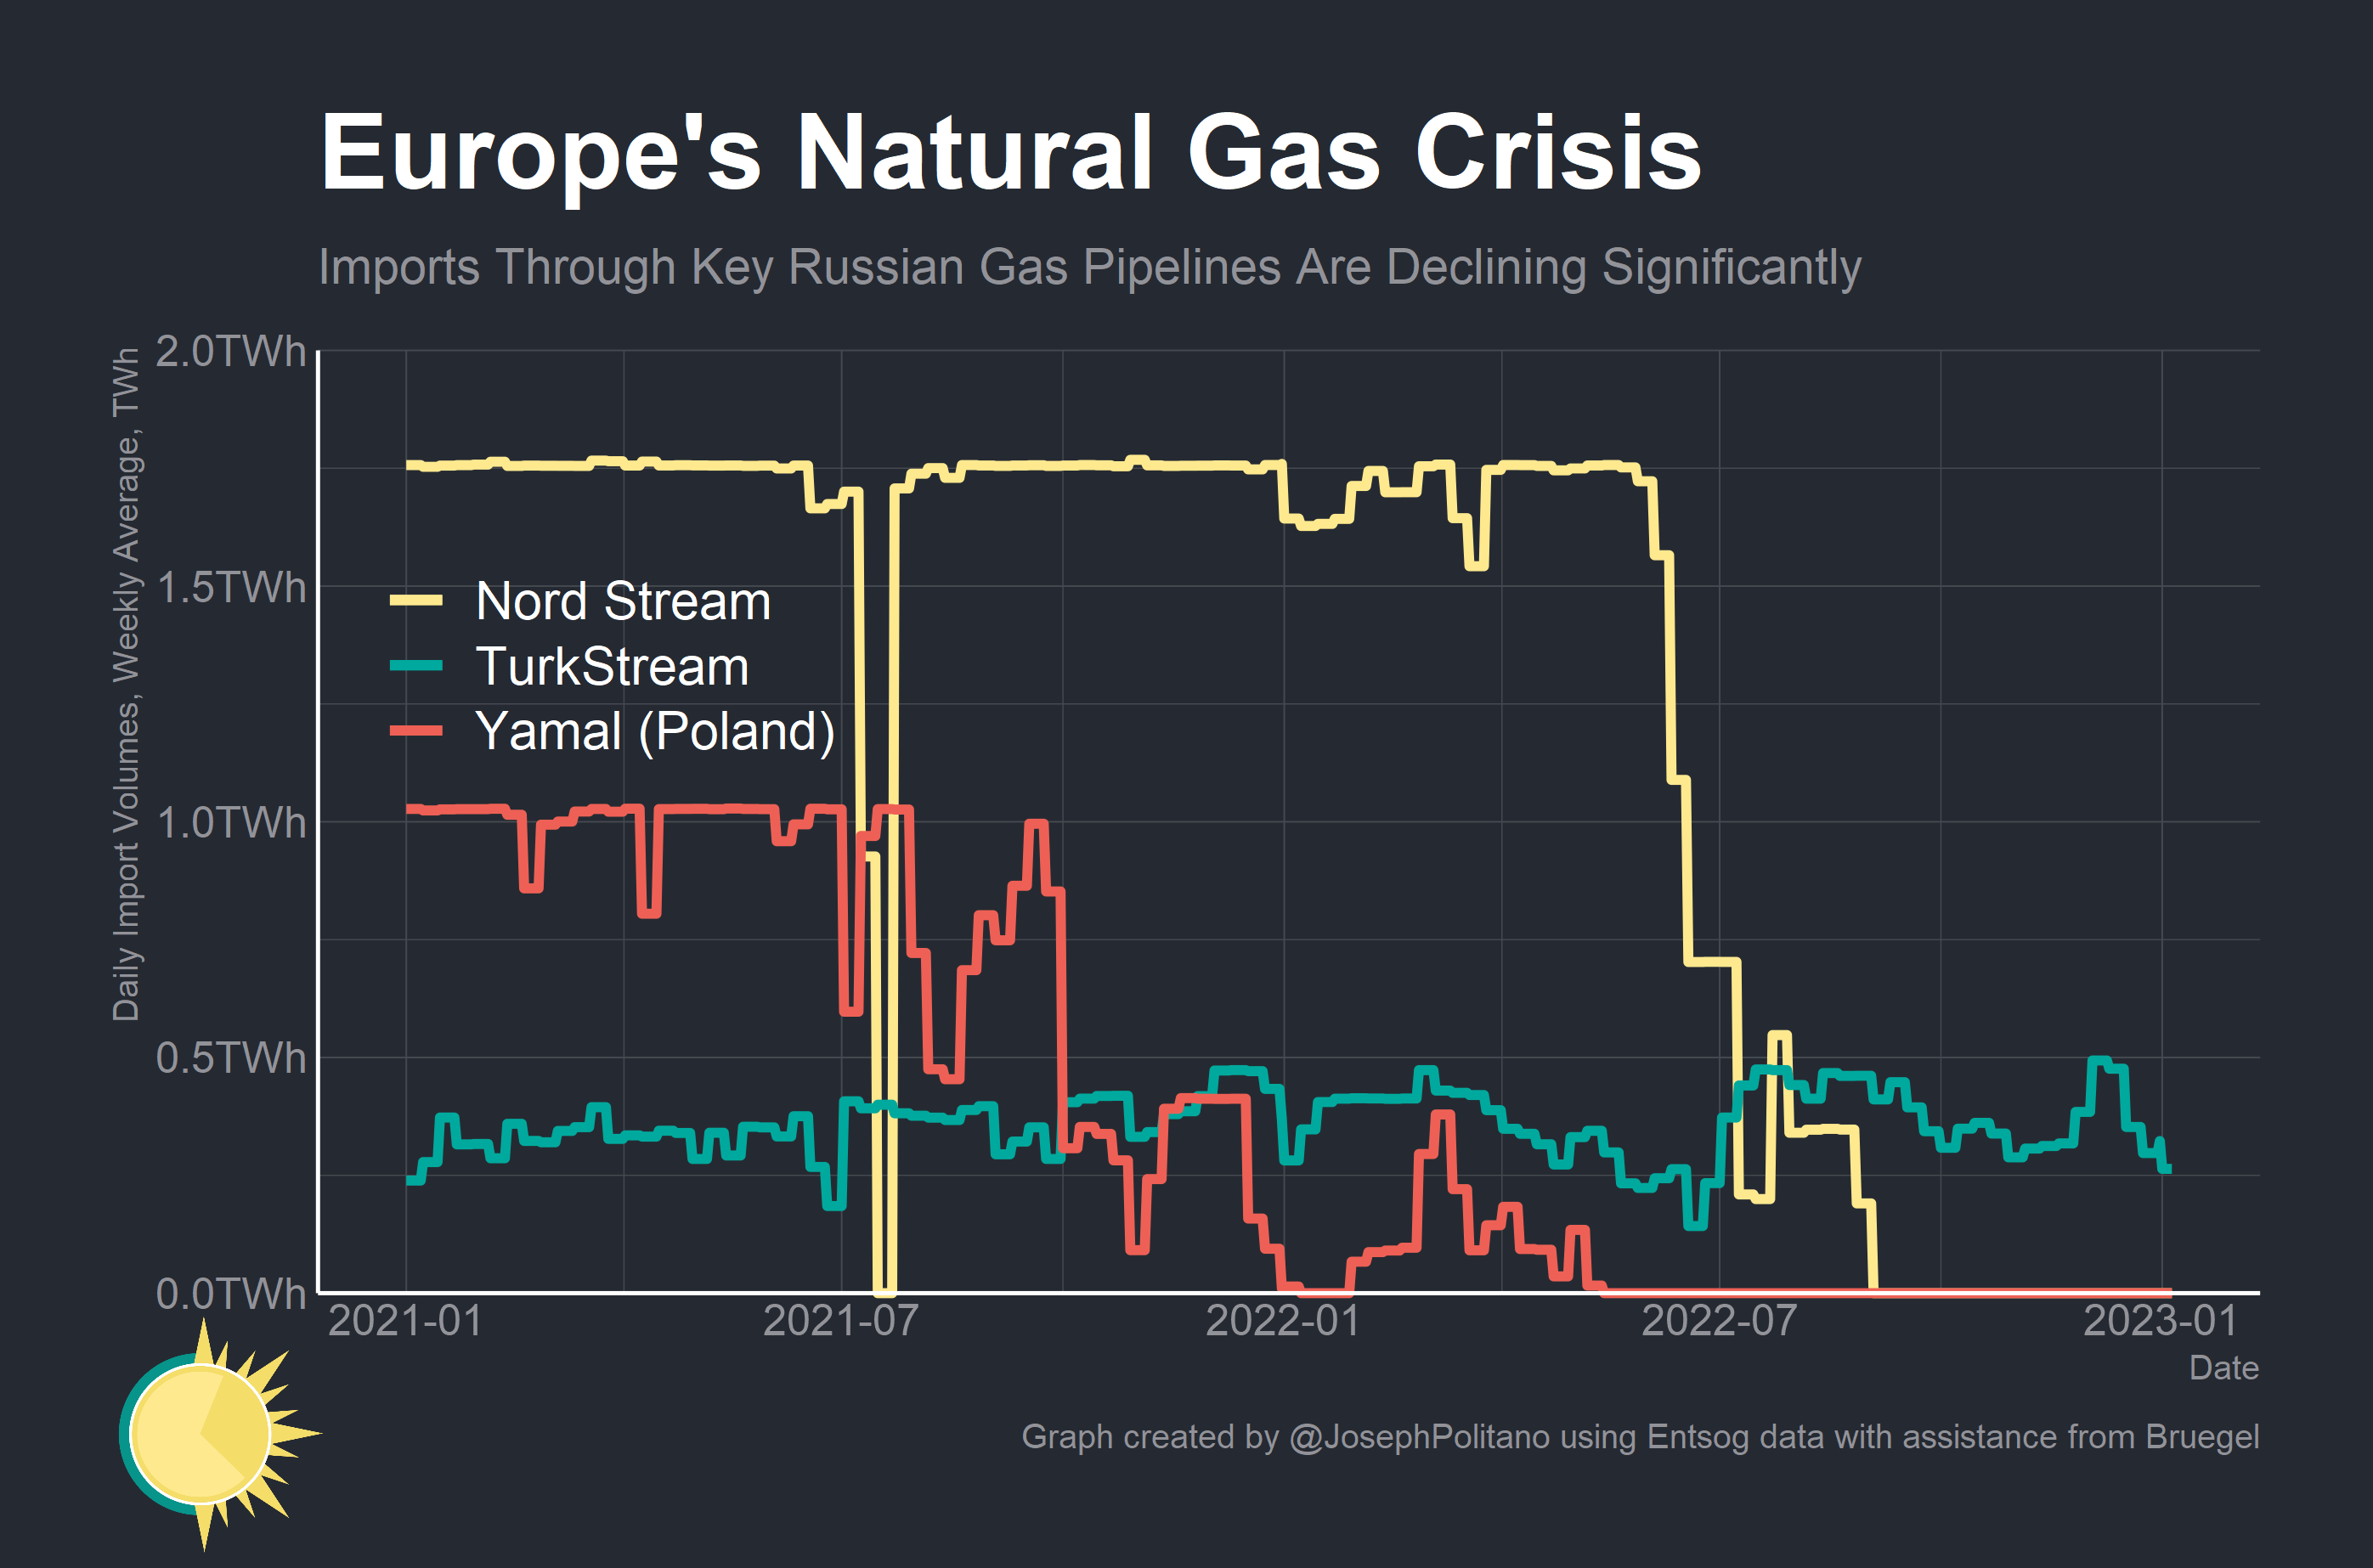 Europe's Natural Gas Crisis
Imports Through Key Russian Gas Pipelines Are Declining Significantly
Daily Import Volumes, Weekly Average, TWh
2.0TWh
1.5TWh
1.0TWh
0.5TWh
0.0TWh
Nord Stream
TurkStream
Yamal (Poland)
2021-01 2021-07 2022-01 2022-07 2023-01
Date
Graph created by @JosephPolitano using Entsog data with assistance from Bruegel